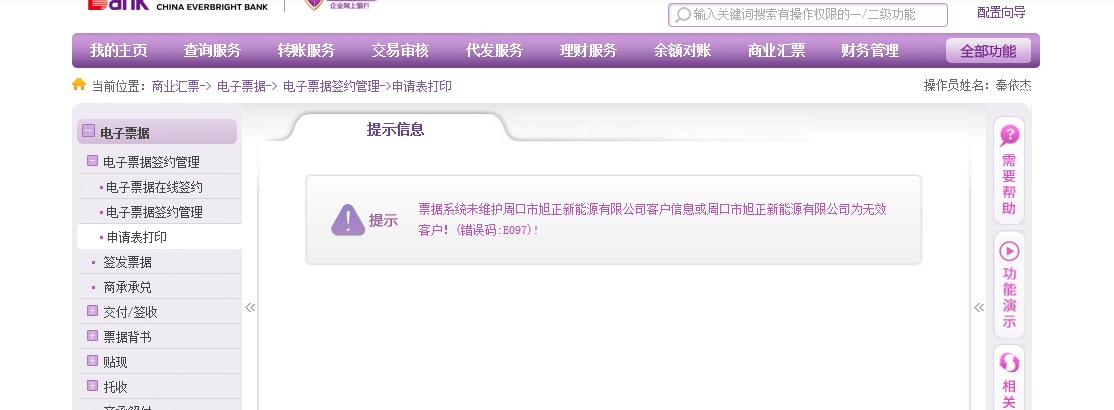 Bank CHINA EVERBRIGHT BANK 企业网上银行
输入关键词搜索有操作权限的一/二级功能 配置向导
我的主页 查询服务 转账服务 交易审核 代发服务 理财服务 余额对账 商业汇票 财务管理 全部功能
当前位置：商业汇票-> 电子票据-> 电子票据签约管理->申请表打印 操作员姓名：秦依杰
电子票据
电子票据签约管理
电子票据在线签约
电子票据签约管理
申请表打印
签发票据
商承承兑
交付/签收
票据背书
贴现
托收
提示信息
提示
票据系统未维护周口市旭正新能源有限公司客户信息或周口市旭正新能源有限公司为无效
客户!(错误码:E097)!
«
«
需要帮助
功能演示
相关